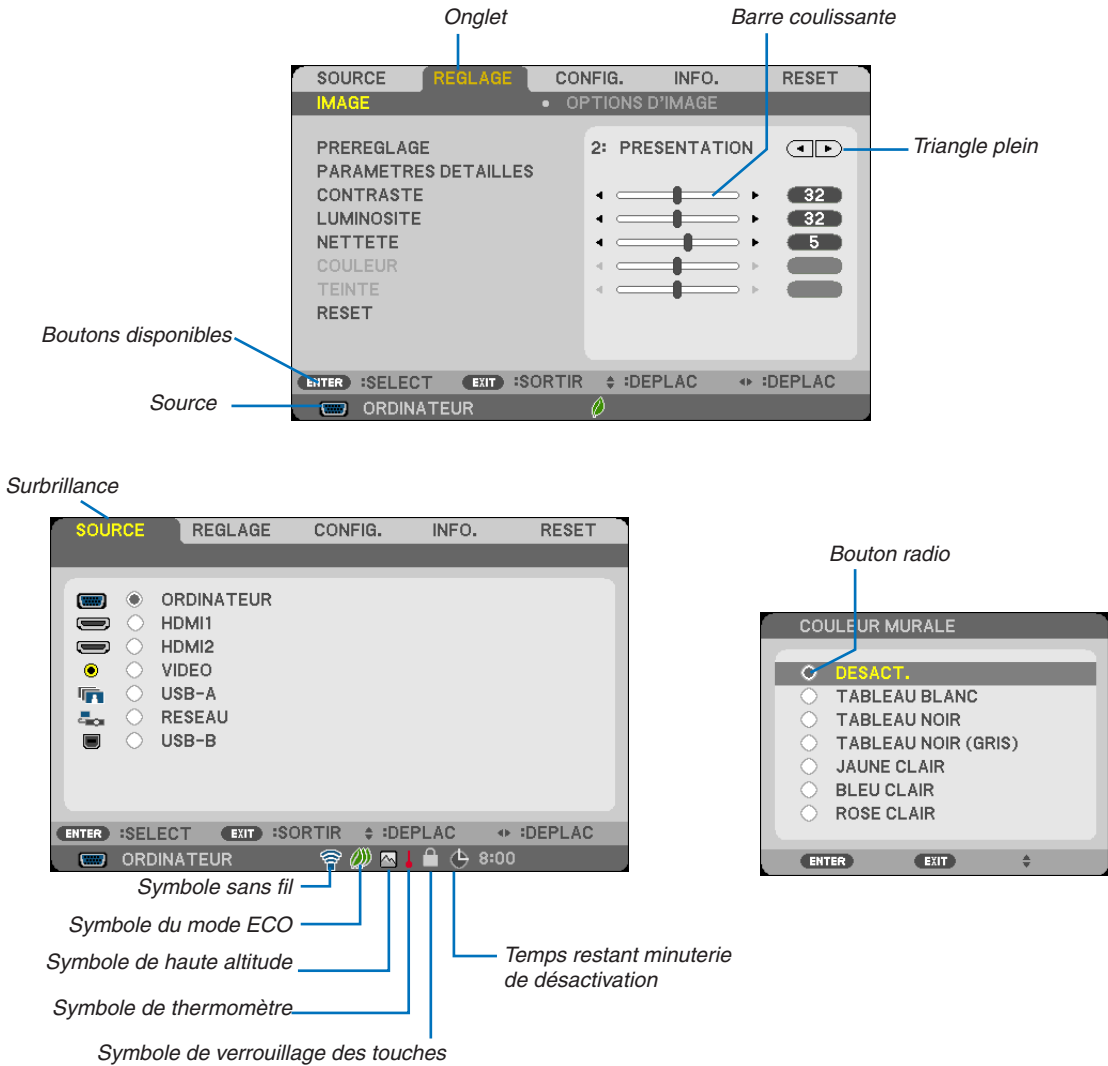 Onglet
Barre coulissante
SOURCE REGLAGE CONFIG. INFO. RESET
IMAGE • OPTIONS D'IMAGE
PREREGLAGE 2: PRESENTATION
Triangle plein
PARAMETRES DETAILLES
CONTRASTE 32
LUMINOSITE 32
NETTETE 5
COULEUR
TEINTE
RESET
Boutons disponibles
ENTER :SELECT EXIT :SORTIR :DEPLAC :DEPLAC
Source
ORDINATEUR
Surbrillance
SOURCE REGLAGE CONFIG. INFO. RESET
ORDINATEUR
HDMI1
HDMI2
VIDEO
USB-A
RESEAU
USB-B
ENTER :SELECT EXIT :SORTIR :DEPLAC :DEPLAC
ORDINATEUR 8:00
Symbole sans fil
Symbole du mode ECO
Symbole de haute altitude
Symbole de thermomètre
Symbole de verrouillage des touches
Temps restant minuterie
de désactivation
Bouton radio
COULEUR MURALE
DESACT.
TABLEAU BLANC
TABLEAU NOIR
TABLEAU NOIR (GRIS)
JAUNE CLAIR
BLEU CLAIR
ROSE CLAIR
ENTER EXIT